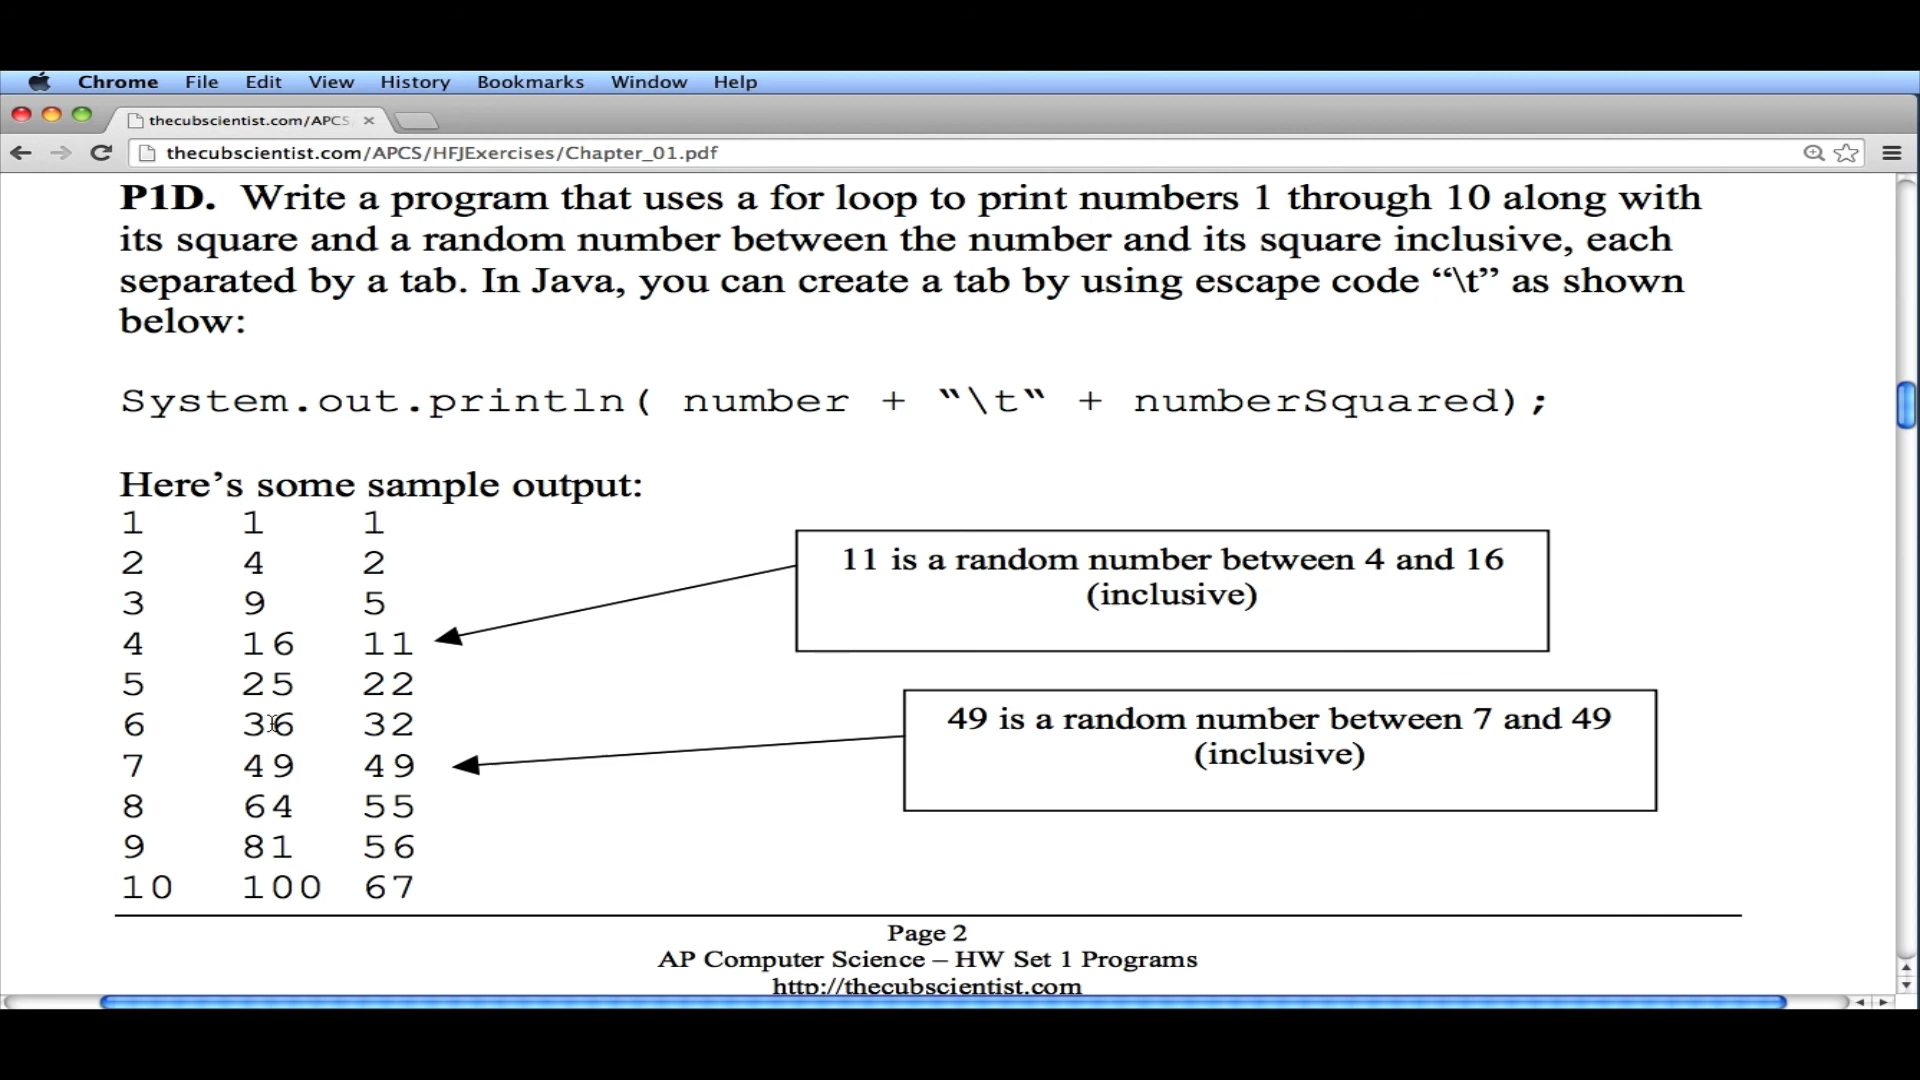 Chrome File Edit View History Bookmarks Window Help
thecubscientist.com/APCS
thecubscientist.com/APCS/HFJExercises/Chapter_01.pdf
P1D. Write a program that uses a for loop to print numbers 1 through 10 along with
its square and a random number between the number and its square inclusive, each
separated by a tab. In Java, you can create a tab by using escape code “\t” as shown
below:
System.out.println( number + “\t“ + numberSquared);
Here’s some sample output:
1 1 1
2 4 2
3 9 5
4 16 11
5 25 22
6 36 32
7 49 49
8 64 55
9 81 56
10 100 67
11 is a random number between 4 and 16
(inclusive)
49 is a random number between 7 and 49
(inclusive)
Page 2
AP Computer Science – HW Set 1 Programs
http://thecubscientist.com